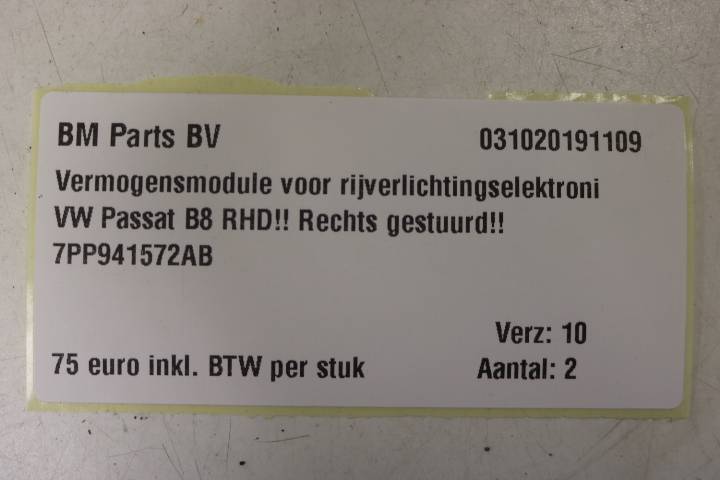 BM Parts BV 031020191109
Vermogensmodule voor rijverlichtingselektroni
VW Passat B8 RHD!! Rechts gestuurd!!
7PP941572AB
Verz: 10
75 euro inkl. BTW per stuk Aantal: 2